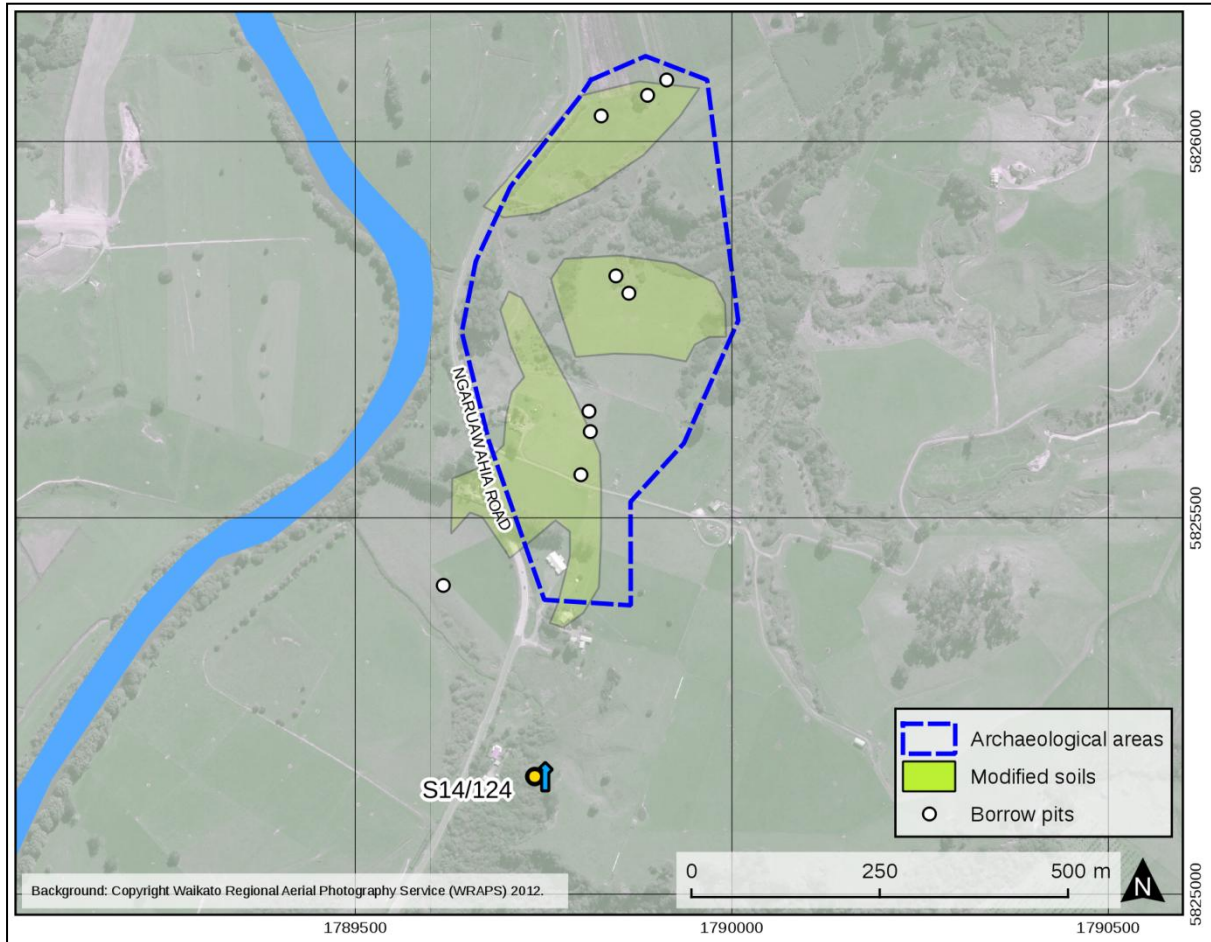 5826000
NGARUAWAHIA ROAD
5825500
S14/124
Archaeological areas
Modified soils
Borrow pits
0 250 500 m
N
Background: Copyright Waikato Regional Aerial Photography Service (WRAPS) 2012.
5825000
1789500 1790000 1790500